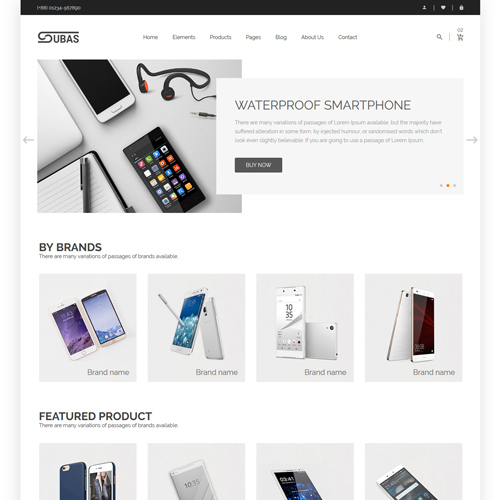 (+88) 01234-567890
SUBAS
Home Elements Products Pages Blog About Us Contact
02
WATERPROOF SMARTPHONE
There are many variations of passages of Lorem Ipsum available, but the majority have
suffered alteration in some form, by injected humour, or randomised words which don't
look even slightly believable. If you are going to use a passage of Lorem Ipsum.
BUY NOW
BY BRANDS
There are many variations of passages of brands available.
Brand name Brand name Brand name Brand name
FEATURED PRODUCT
There are many variations of passages of brands available.